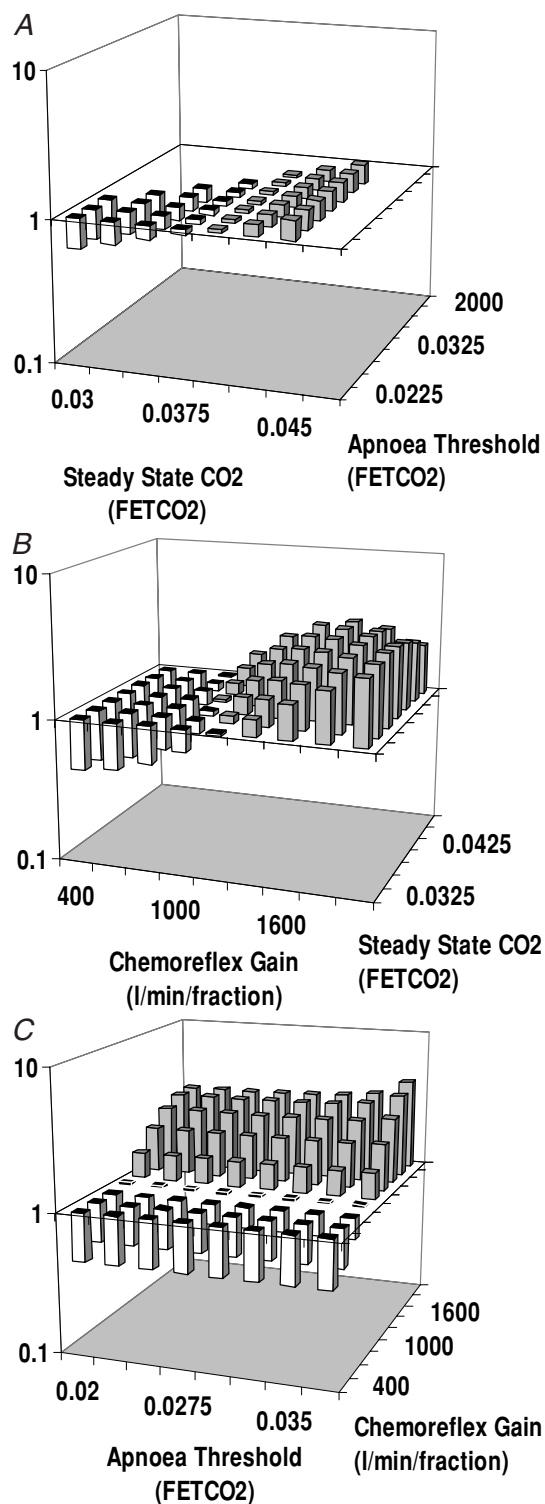 A
10
1
0.1
0.03
0.0375
0.045
2000
0.0325
0.0225
Steady State CO2
(FETCO2)
Apnoea Threshold
(FETCO2)
B
10
1
0.1
400
1000
1600
0.0425
0.0325
Chemoreflex Gain
(l/min/fraction)
Steady State CO2
(FETCO2)
C
10
1
0.1
0.02
0.0275
0.035
1600
1000
400
Apnoea Threshold
(FETCO2)
Chemoreflex Gain
(l/min/fraction)